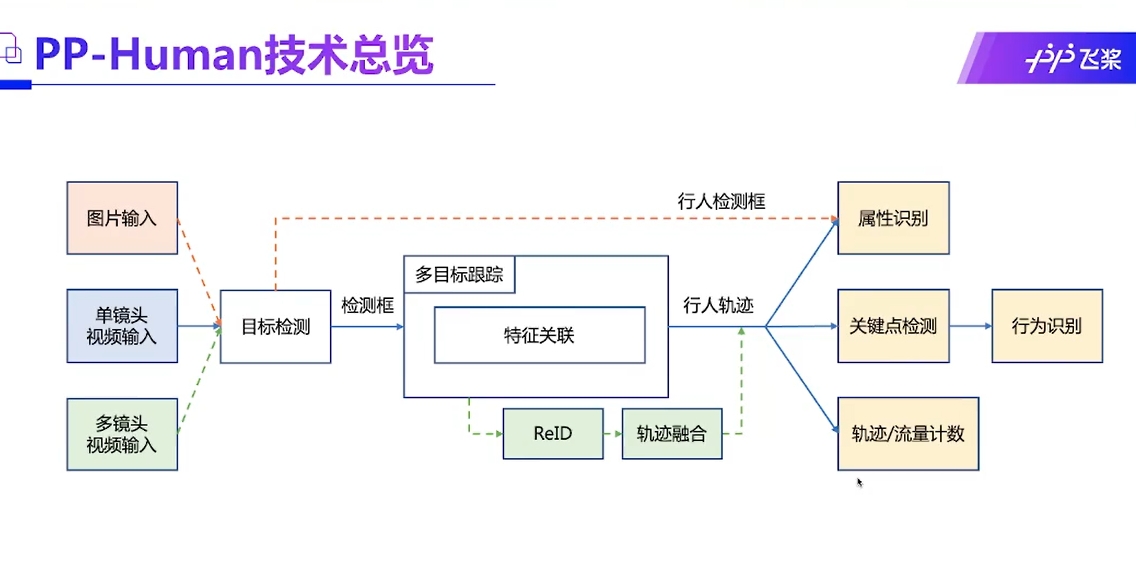 PP-Human技术总览
飞桨
行人检测框
图片输入
属性识别
多目标跟踪
单镜头
视频输入
目标检测
检测框
特征关联
行人轨迹
关键点检测
行为识别
多镜头
视频输入
ReID
轨迹融合
轨迹/流量计数